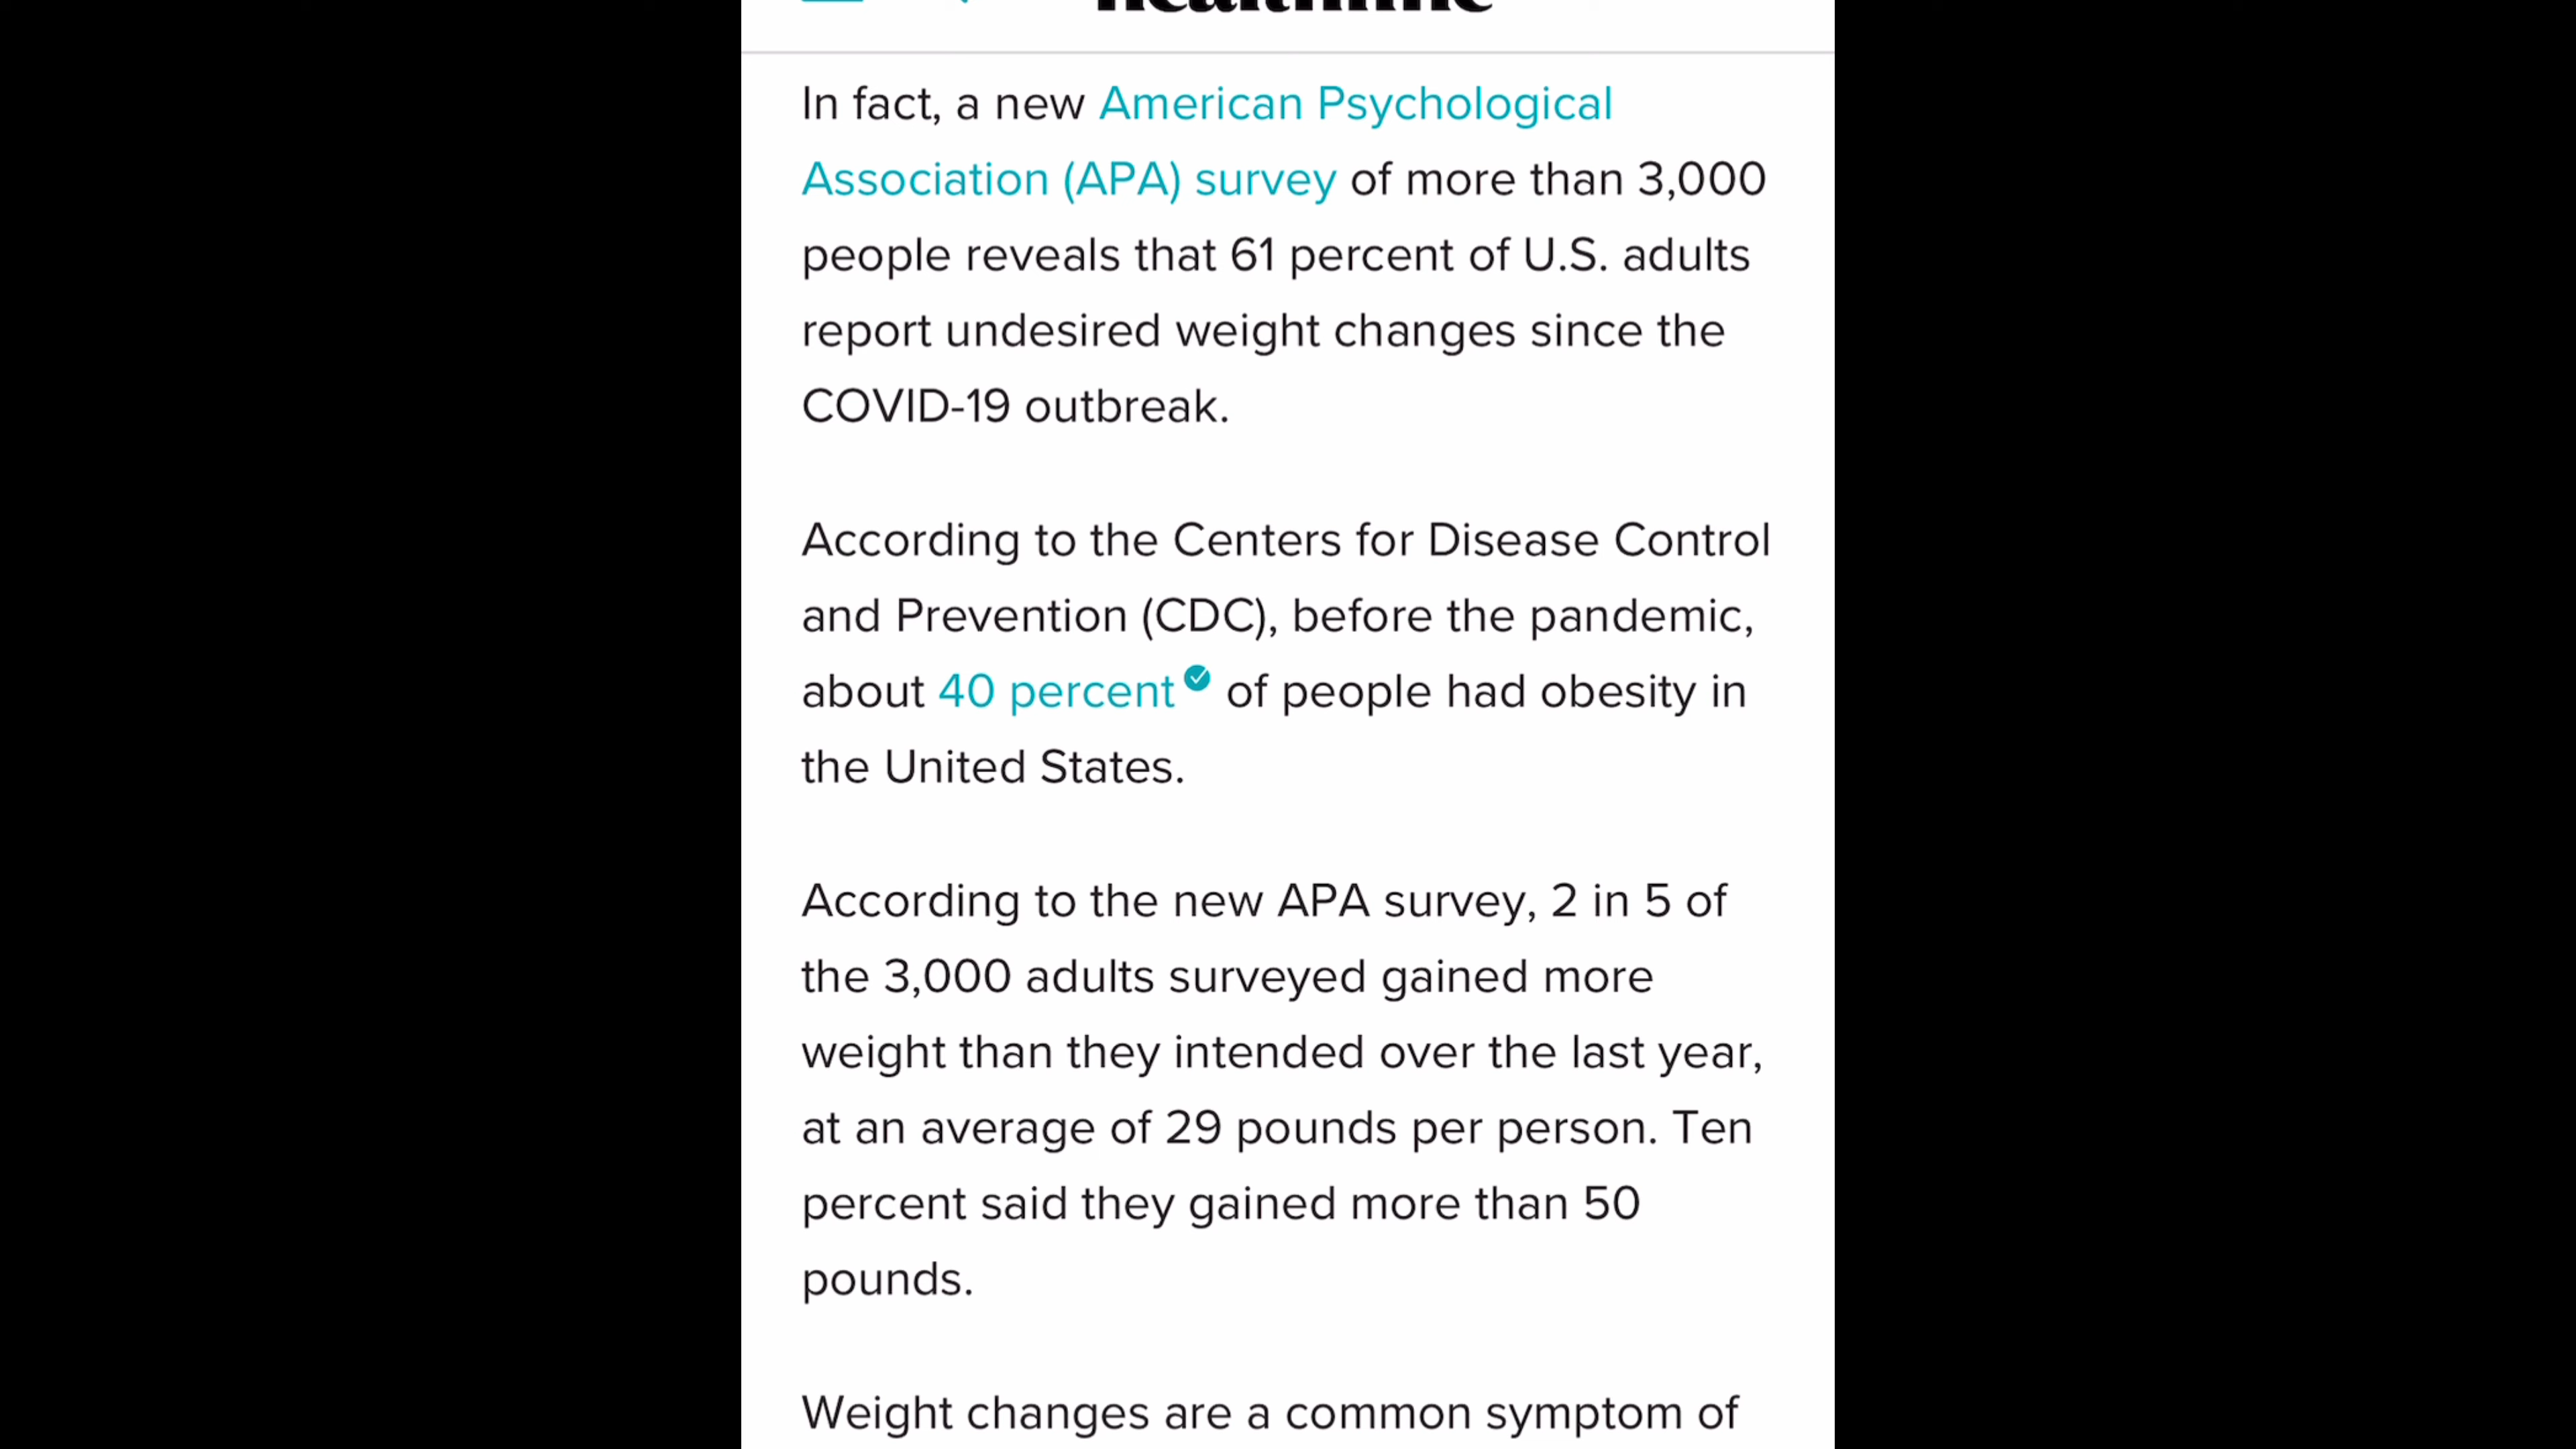 healthline
In fact, a new American Psychological
Association (APA) survey of more than 3,000
people reveals that 61 percent of U.S. adults
report undesired weight changes since the
COVID-19 outbreak.
According to the Centers for Disease Control
and Prevention (CDC), before the pandemic,
about 40 percent of people had obesity in
the United States.
According to the new APA survey, 2 in 5 of
the 3,000 adults surveyed gained more
weight than they intended over the last year,
at an average of 29 pounds per person. Ten
percent said they gained more than 50
pounds.
Weight changes are a common symptom of